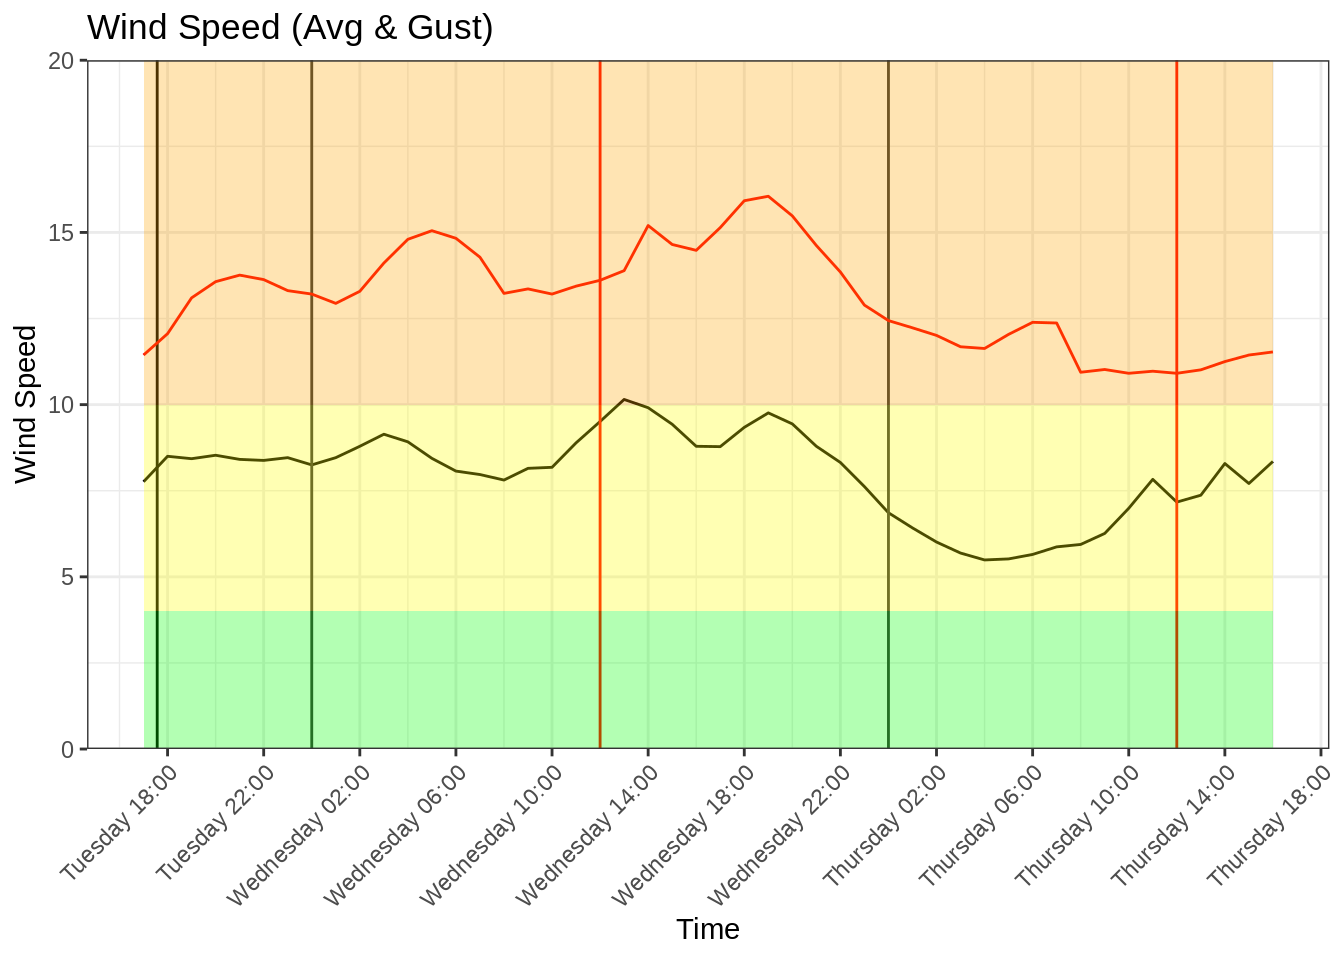 Wind Speed (Avg & Gust)
20
15
10
5
0
Wind Speed
Tuesday 18:00
Tuesday 22:00
Wednesday 02:00
Wednesday 06:00
Wednesday 10:00
Wednesday 14:00
Wednesday 18:00
Wednesday 22:00
Thursday 02:00
Thursday 06:00
Thursday 10:00
Thursday 14:00
Thursday 18:00
Time